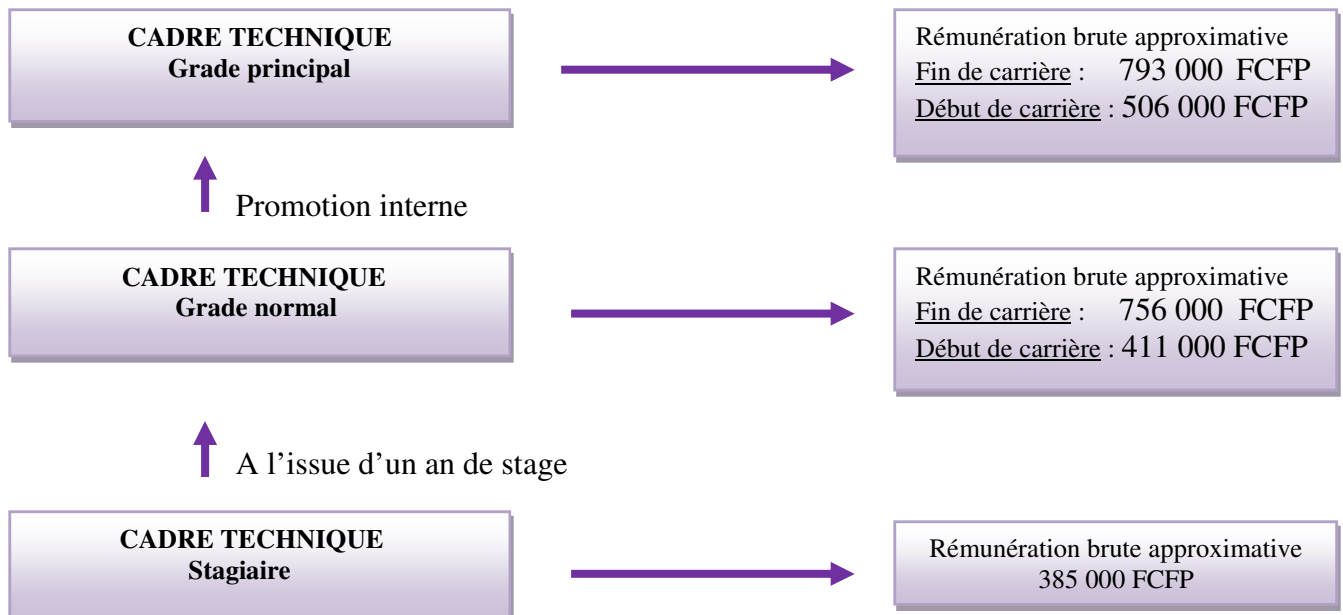 CADRE TECHNIQUE
Grade principal
Rémunération brute approximative
Fin de carrière : 793 000 FCFP
Début de carrière : 506 000 FCFP
Promotion interne
CADRE TECHNIQUE
Grade normal
Rémunération brute approximative
Fin de carrière : 756 000 FCFP
Début de carrière : 411 000 FCFP
A l’issue d’un an de stage
CADRE TECHNIQUE
Stagiaire
Rémunération brute approximative
385 000 FCFP